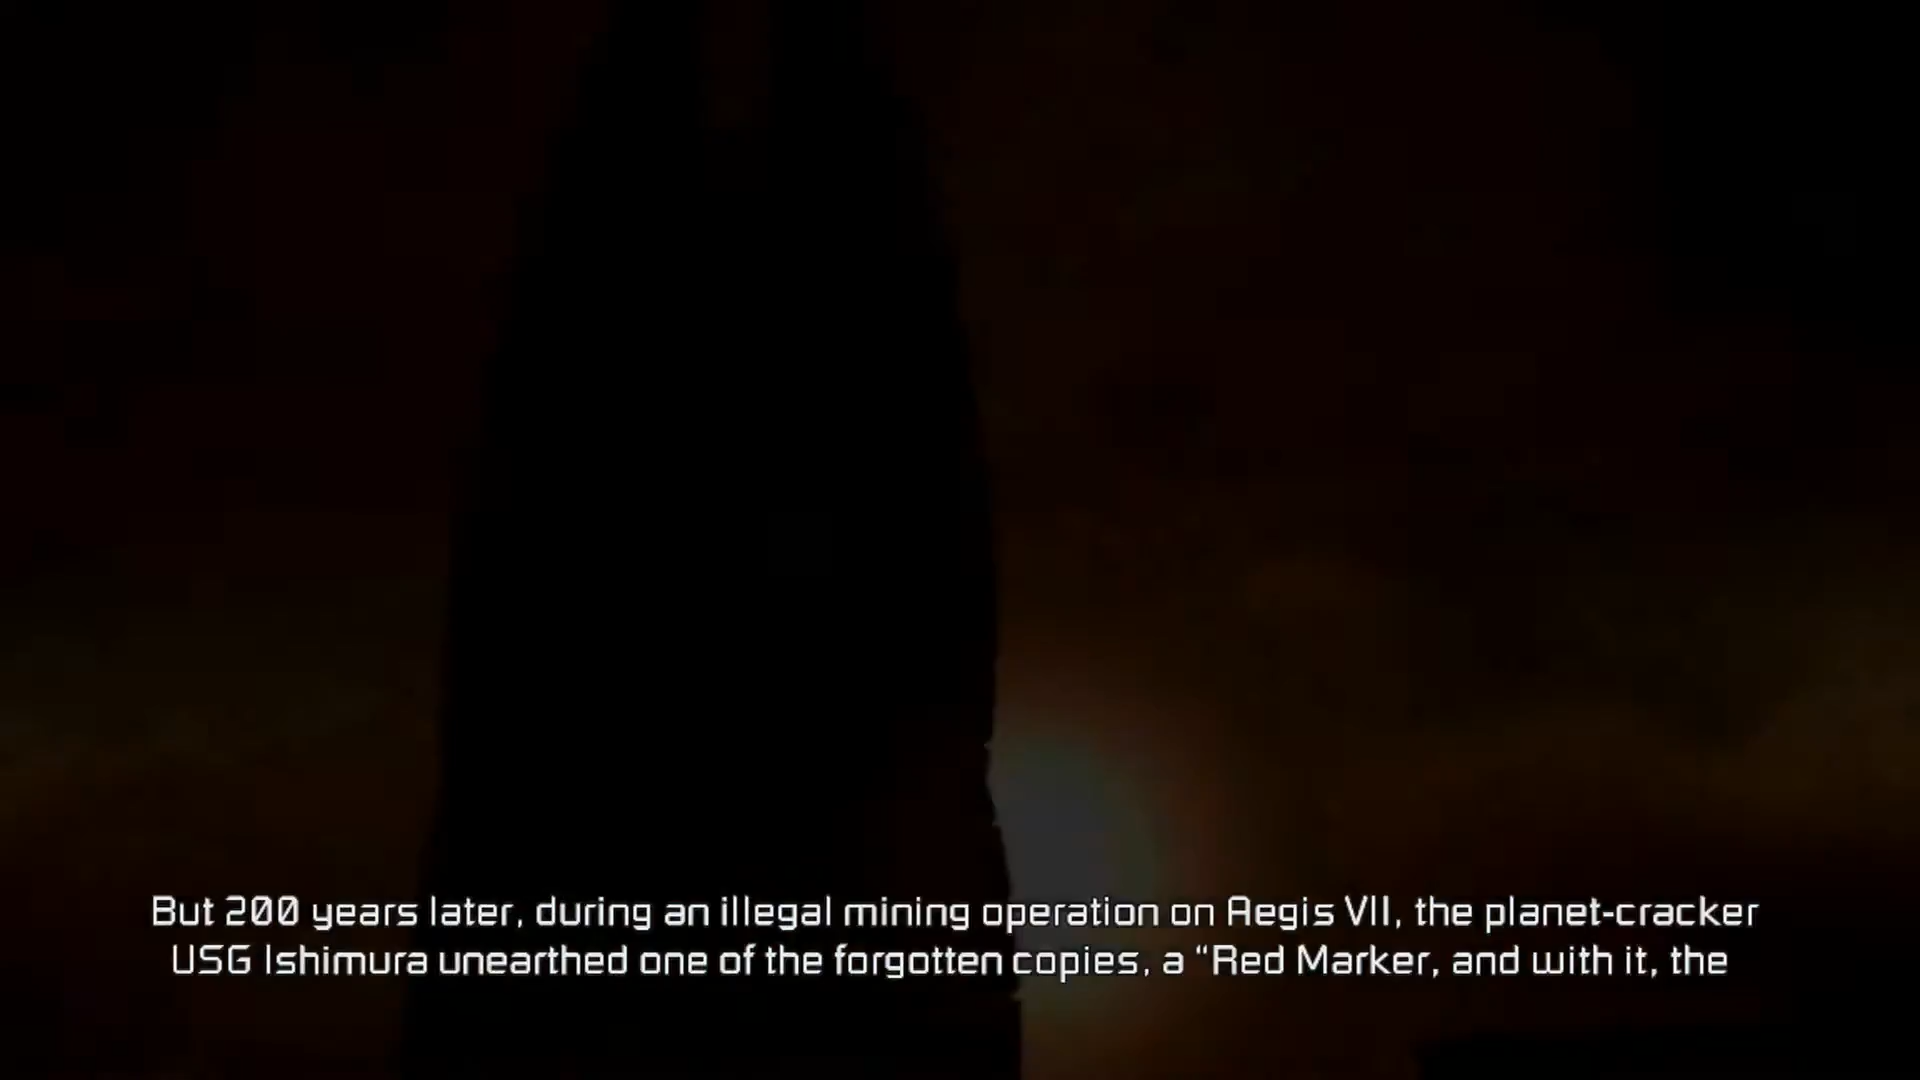 But 200 years later, during an illegal mining operation on Aegis VII, the planet-cracker
USG Ishimura unearthed one of the forgotten copies, a “Red Marker, and with it, the